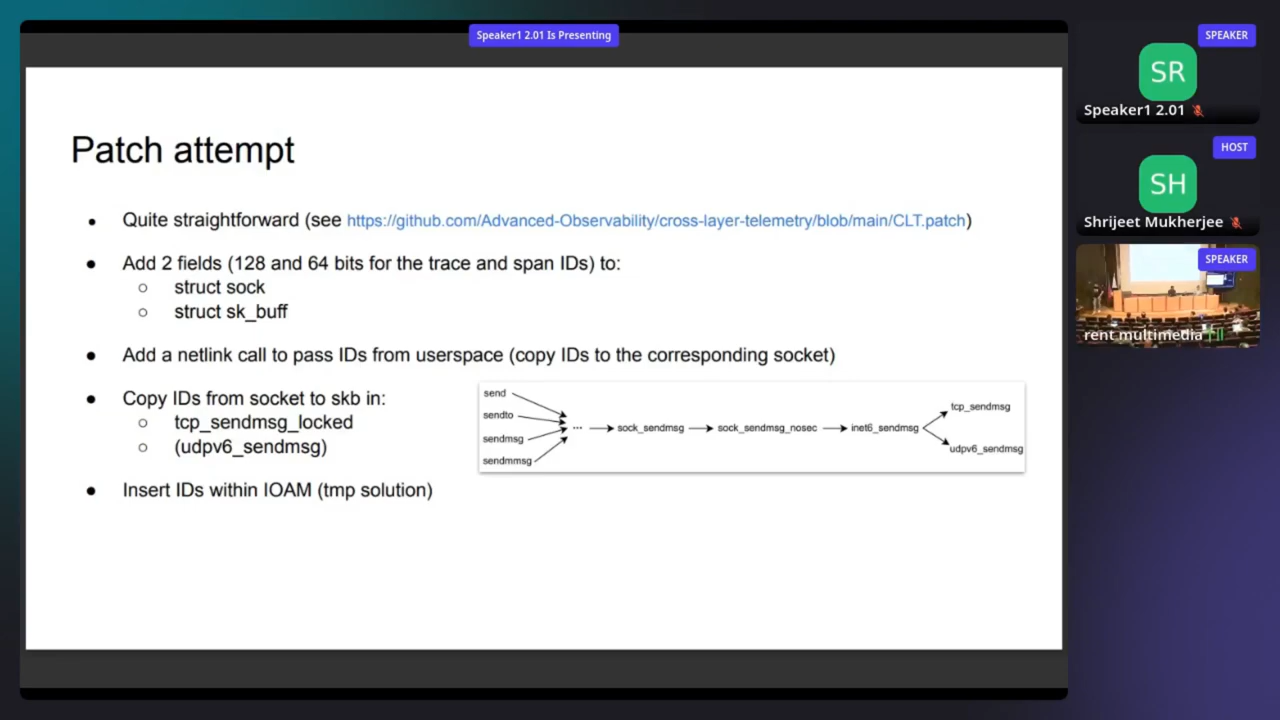 Speaker1 2.01 Is Presenting
Patch attempt
● Quite straightforward (see https://github.com/Advanced-Observability/cross-layer-telemetry/blob/main/CLT.patch)
● Add 2 fields (128 and 64 bits for the trace and span IDs) to:
○ struct sock
○ struct sk_buff
● Add a netlink call to pass IDs from userspace (copy IDs to the corresponding socket)
● Copy IDs from socket to skb in:
○ tcp_sendmsg_locked
○ (udpv6_sendmsg)
● Insert IDs within IOAM (tmp solution)
send
sendto
sendmsg
sendmmsg
...
sock_sendmsg
sock_sendmsg_nosec
inet6_sendmsg
tcp_sendmsg
udpv6_sendmsg
SPEAKER
SR
Speaker1 2.01
HOST
SH
Shrijeet Mukherjee
SPEAKER
rent multimedia